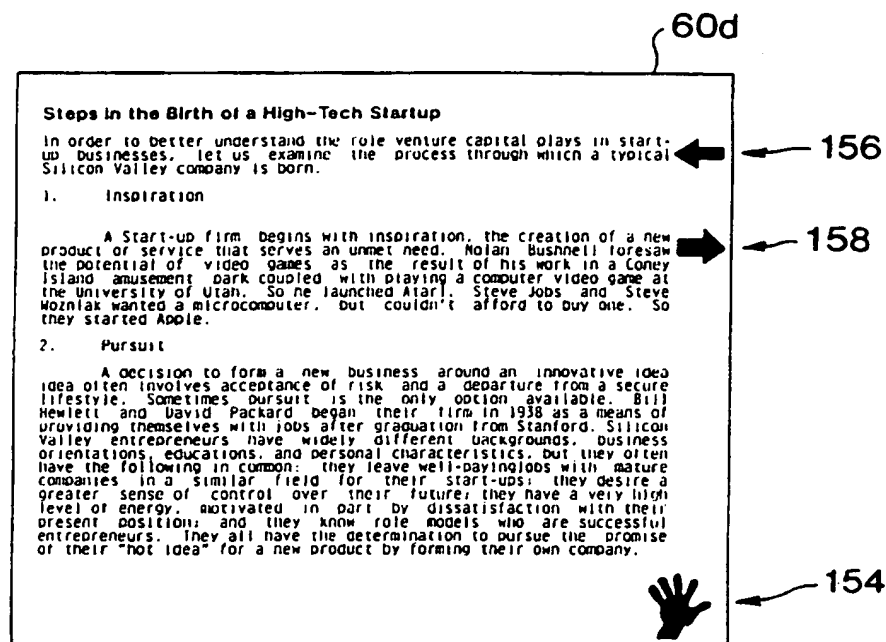 60d
Steps in the Birth of a High-Tech Startup
In order to better understand the role venture capital plays in start-
up businesses, let us examine the process through which a typical
Silicon Valley company is born.
156
1. Inspiration
A Start-up firm begins with inspiration, the creation of a new
product or service that serves an unmet need. Nolan Bushnell foresaw
158
the potential of video games as the result of his work in a Coney
Island amusement park coupled with playing a computer video game at
the University of Utah. So he launched Atari. Steve Jobs and Steve
Wozniak wanted a microcomputer, but couldn't afford to buy one. So
they started Apple.
2. Pursuit
A decision to form a new business around an innovative idea
idea often involves acceptance of risk and a departure from a secure
lifestyle. Sometimes pursuit is the only option available. Bill
Hewlett and David Packard began their firm in 1938 as a means of
providing themselves with jobs after graduation from Stanford. Silicon
Valley entrepreneurs have widely different backgrounds, business
orientations, educations, and personal characteristics, but they often
have the following in common: they leave well-payingjobs with mature
companies in a similar field for their start-ups; they desire a
greater sense of control over their future; they have a very high
level of energy, motivated in part by dissatisfaction with their
present position; and they know role models who are successful
entrepreneurs. They all have the determination to pursue the promise
of their "hot idea" for a new product by forming their own company.
154